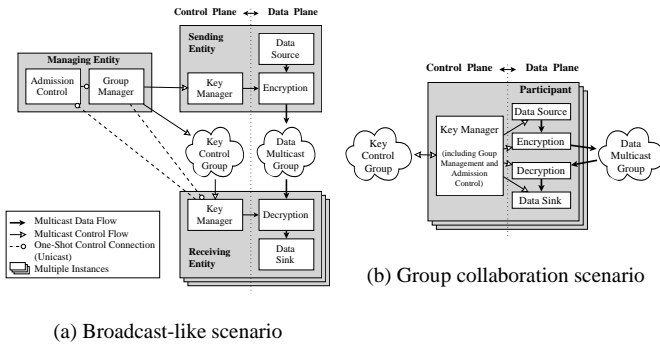 Control Plane
Data Plane
Managing Entity
Admission
Control
Group
Manager
Sending
Entity
Data
Source
Key
Manager
Encryption
Key
Control
Group
Data
Multicast
Group
Key
Manager
Decryption
Receiving
Entity
Data
Sink
Multicast Data Flow
Multicast Control Flow
One-Shot Control Connection
(Unicast)
Multiple Instances
(a) Broadcast-like scenario
Control Plane
Data Plane
Participant
Key
Control
Group
Key Manager
(including Goup
Management and
Admission
Control)
Data Source
Encryption
Decryption
Data Sink
Data
Multicast
Group
(b) Group collaboration scenario